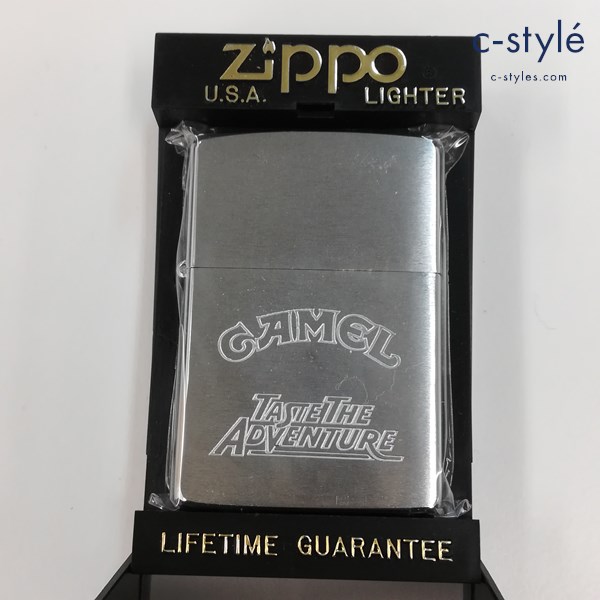 c-stylé
c-styles.com
zippo
U.S.A. LIGHTER
CAMEL
TASTE THE
ADVENTURE
LIFETIME GUARANTEE